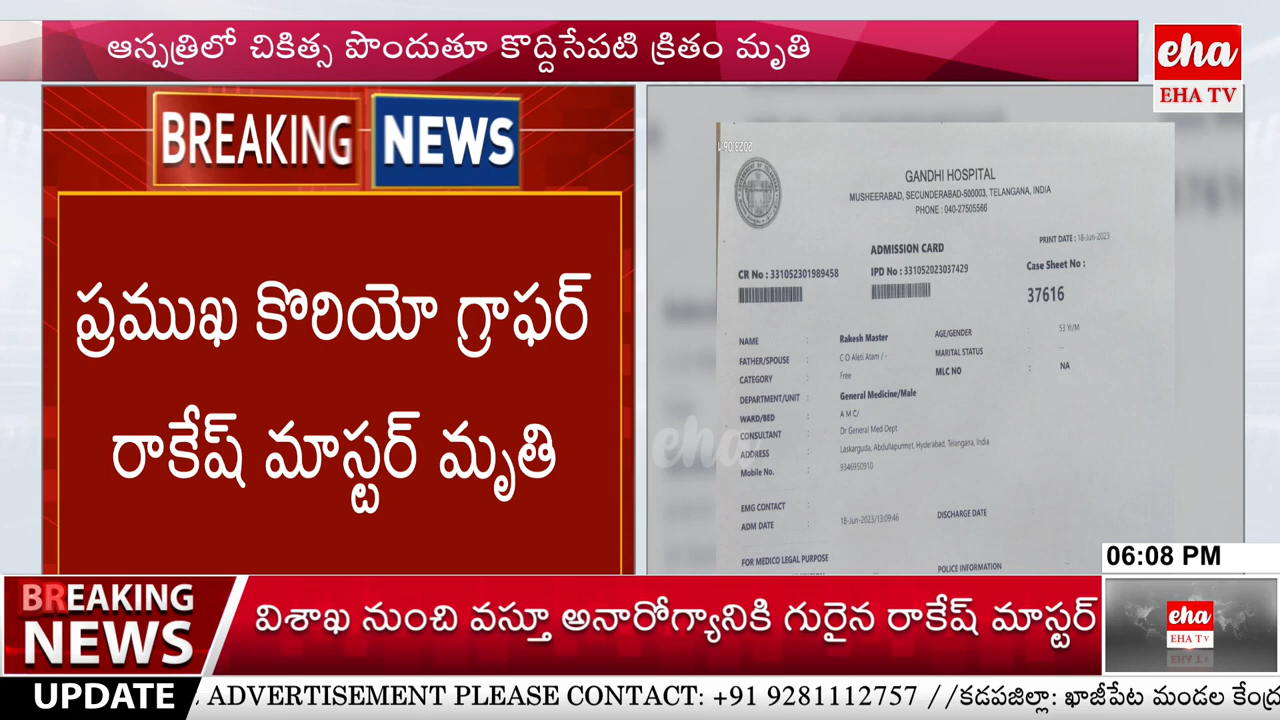 ఆస్పత్రిలో చికిత్స పొందుతూ కొద్దిసేపటి క్రితం మృతి
eha
EHA TV
BREAKING NEWS
ప్రముఖ కొరియో గ్రాఫర్
రాకేష్ మాస్టర్ మృతి
GANDHI HOSPITAL
MUSHEERABAD, SECUNDERABAD-500003, TELANGANA, INDIA
PHONE : 040-27505566
ADMISSION CARD
PRINT DATE : 18-Jun-2023
CR No : 331052301989458
IPD No : 331052023037429
Case Sheet No :
37616
NAME : Rakesh Master
AGE/GENDER : 53 Yr/M
FATHER/SPOUSE : C O Aleti Atam / -
MARITAL STATUS : --
CATEGORY : Free
MLC NO : NA
DEPARTMENT/UNIT : General Medicine/Male
WARD/BED : A M C/
CONSULTANT : Dr General Med Dept
ADDRESS : Laskarguda, Abdullapurmet, Hyderabad, Telangana, India
Mobile No. : 9346950910
EMG CONTACT :
ADM DATE : 18-Jun-2023/13:09:46
DISCHARGE DATE :
FOR MEDICO LEGAL PURPOSE
POLICE INFORMATION
eha
06:08 PM
BREAKING
NEWS
విశాఖ నుంచి వస్తూ అనారోగ్యానికి గురైన రాకేష్ మాస్టర్
eha
EHA TV
UPDATE
ADVERTISEMENT PLEASE CONTACT: +91 9281112757 //కడపజిల్లా: ఖాజీపేట మండల కేంద్ర